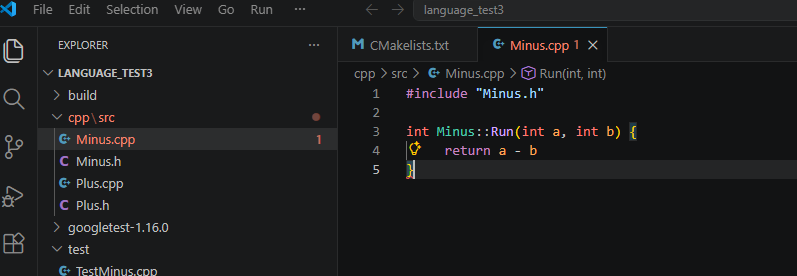 File Edit Selection View Go Run ···
language_test3
EXPLORER ···
LANGUAGE_TEST3
build
cpp\src
Minus.cpp 1
Minus.h
Plus.cpp
Plus.h
googletest-1.16.0
test
TestMinus.cpp
CMakelists.txt
Minus.cpp 1
cpp > src > Minus.cpp > Run(int, int)
1 #include "Minus.h"
2
3 int Minus::Run(int a, int b) {
4 return a - b
5 }